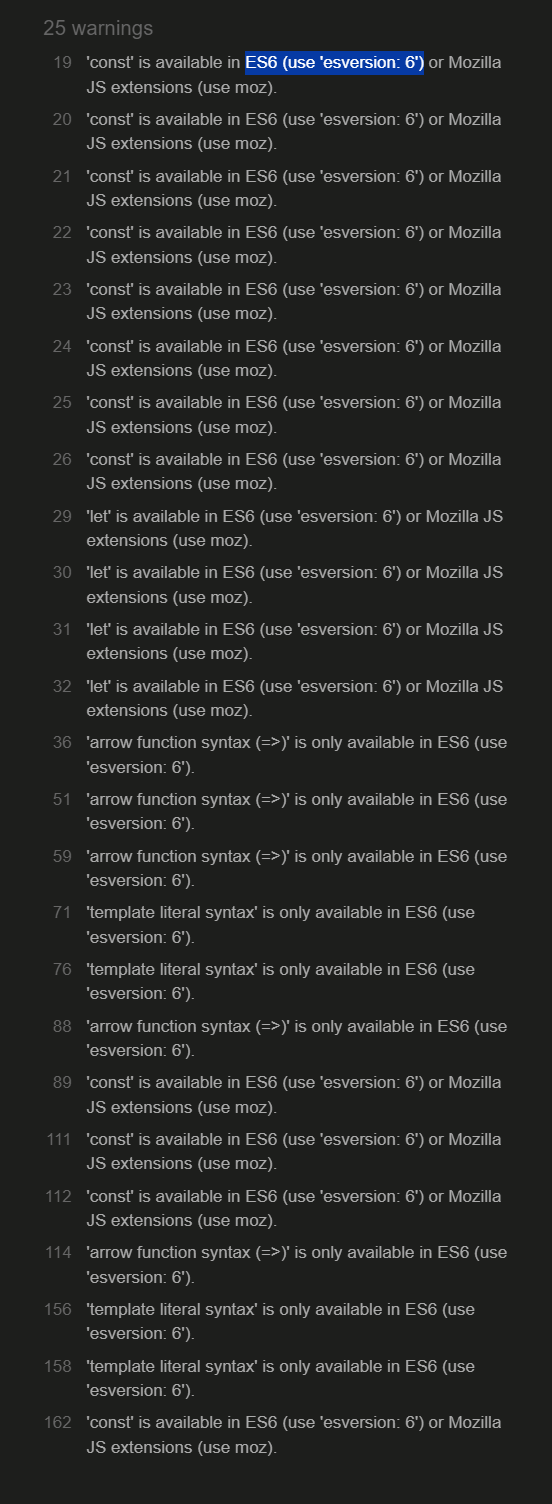 25 warnings
19 'const' is available in ES6 (use 'esversion: 6') or Mozilla
JS extensions (use moz).
20 'const' is available in ES6 (use 'esversion: 6') or Mozilla
JS extensions (use moz).
21 'const' is available in ES6 (use 'esversion: 6') or Mozilla
JS extensions (use moz).
22 'const' is available in ES6 (use 'esversion: 6') or Mozilla
JS extensions (use moz).
23 'const' is available in ES6 (use 'esversion: 6') or Mozilla
JS extensions (use moz).
24 'const' is available in ES6 (use 'esversion: 6') or Mozilla
JS extensions (use moz).
25 'const' is available in ES6 (use 'esversion: 6') or Mozilla
JS extensions (use moz).
26 'const' is available in ES6 (use 'esversion: 6') or Mozilla
JS extensions (use moz).
29 'let' is available in ES6 (use 'esversion: 6') or Mozilla JS
extensions (use moz).
30 'let' is available in ES6 (use 'esversion: 6') or Mozilla JS
extensions (use moz).
31 'let' is available in ES6 (use 'esversion: 6') or Mozilla JS
extensions (use moz).
32 'let' is available in ES6 (use 'esversion: 6') or Mozilla JS
extensions (use moz).
36 'arrow function syntax (=>)' is only available in ES6 (use
'esversion: 6').
51 'arrow function syntax (=>)' is only available in ES6 (use
'esversion: 6').
59 'arrow function syntax (=>)' is only available in ES6 (use
'esversion: 6').
71 'template literal syntax' is only available in ES6 (use
'esversion: 6').
76 'template literal syntax' is only available in ES6 (use
'esversion: 6').
88 'arrow function syntax (=>)' is only available in ES6 (use
'esversion: 6').
89 'const' is available in ES6 (use 'esversion: 6') or Mozilla
JS extensions (use moz).
111 'const' is available in ES6 (use 'esversion: 6') or Mozilla
JS extensions (use moz).
112 'const' is available in ES6 (use 'esversion: 6') or Mozilla
JS extensions (use moz).
114 'arrow function syntax (=>)' is only available in ES6 (use
'esversion: 6').
156 'template literal syntax' is only available in ES6 (use
'esversion: 6').
158 'template literal syntax' is only available in ES6 (use
'esversion: 6').
162 'const' is available in ES6 (use 'esversion: 6') or Mozilla
JS extensions (use moz).